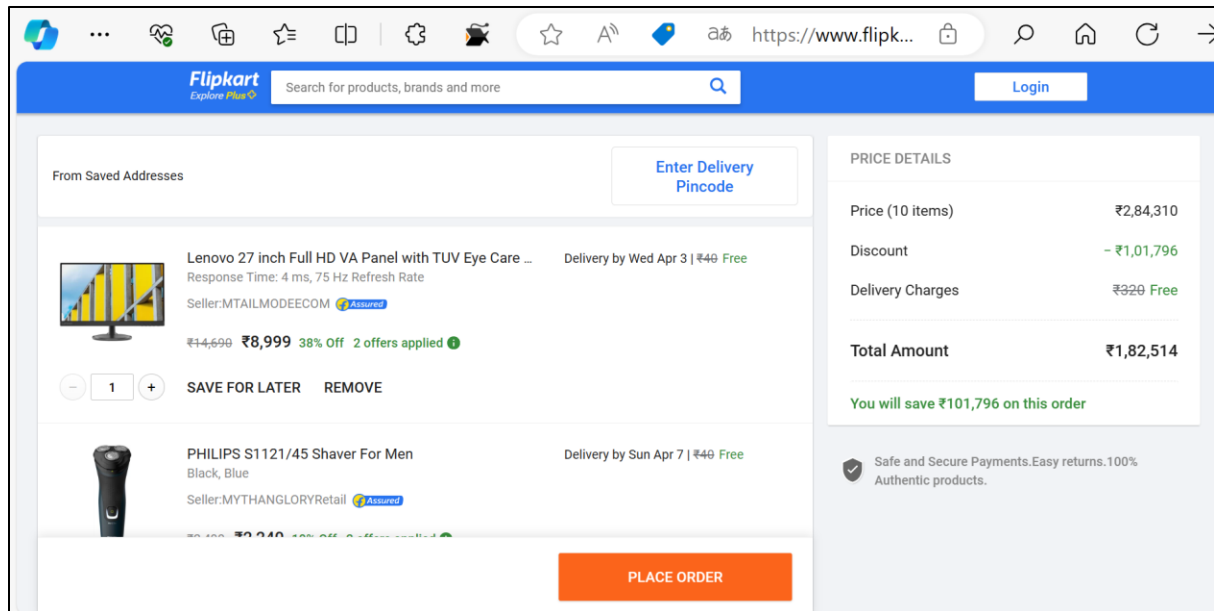 https://www.flipk...
Flipkart
Explore Plus
Search for products, brands and more
Login
From Saved Addresses
Enter Delivery
Pincode
Lenovo 27 inch Full HD VA Panel with TUV Eye Care ...
Response Time: 4 ms, 75 Hz Refresh Rate
Seller:MTAILMODEECOM Assured
₹14,690 ₹8,999 38% Off 2 offers applied
Delivery by Wed Apr 3 | ₹40 Free
1
SAVE FOR LATER REMOVE
PHILIPS S1121/45 Shaver For Men
Black, Blue
Seller:MYTHANGLORYRetail Assured
Delivery by Sun Apr 7 | ₹40 Free
PLACE ORDER
PRICE DETAILS
Price (10 items) ₹2,84,310
Discount − ₹1,01,796
Delivery Charges ₹320 Free
Total Amount ₹1,82,514
You will save ₹101,796 on this order
Safe and Secure Payments.Easy returns.100%
Authentic products.